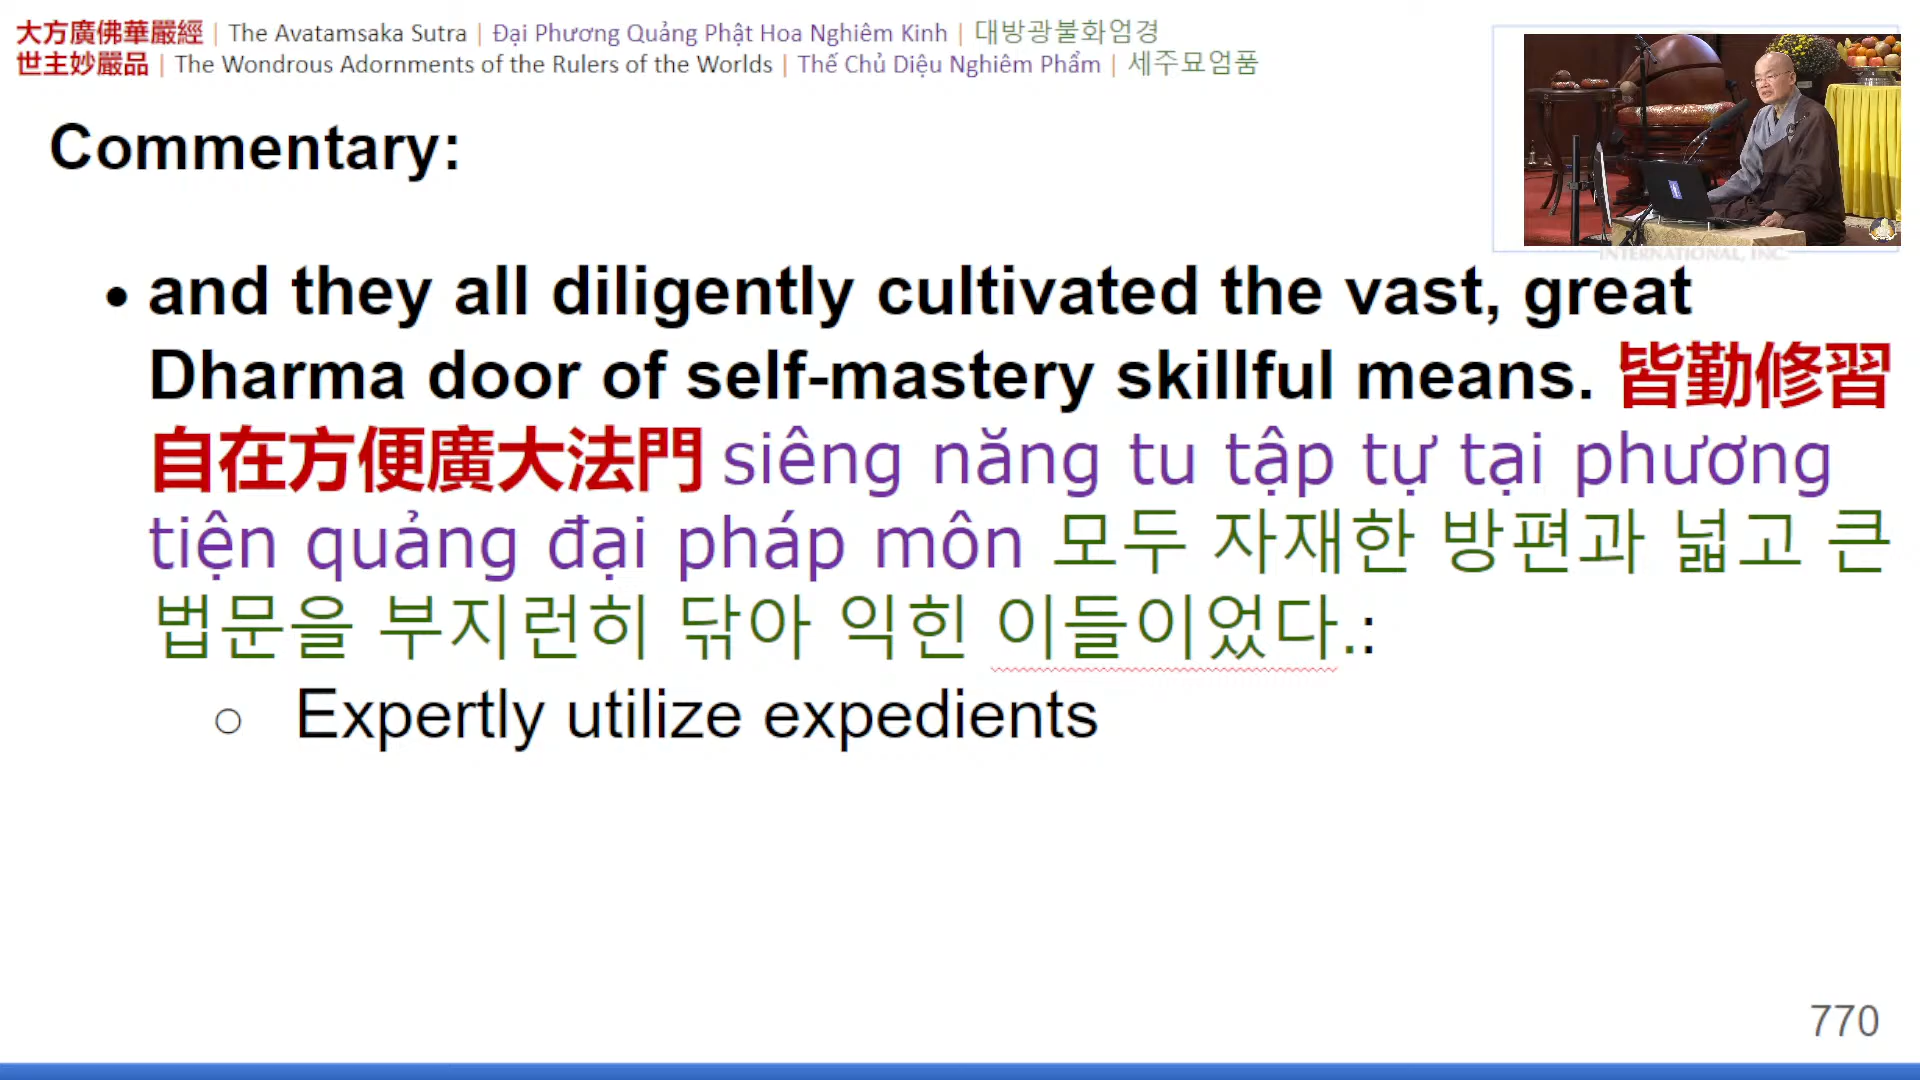 大方廣佛華嚴經 | The Avatamsaka Sutra | Đại Phương Quảng Phật Hoa Nghiêm Kinh | 대방광불화엄경
世主妙嚴品 | The Wondrous Adornments of the Rulers of the Worlds | Thế Chủ Diệu Nghiêm Phẩm | 세주묘엄품
INTERNATIONAL, INC.
Commentary:
• and they all diligently cultivated the vast, great
Dharma door of self-mastery skillful means. 皆勤修習
自在方便廣大法門 siêng năng tu tập tự tại phương
tiện quảng đại pháp môn 모두 자재한 방편과 넓고 큰
법문을 부지런히 닦아 익힌 이들이었다.:
○ Expertly utilize expedients
770